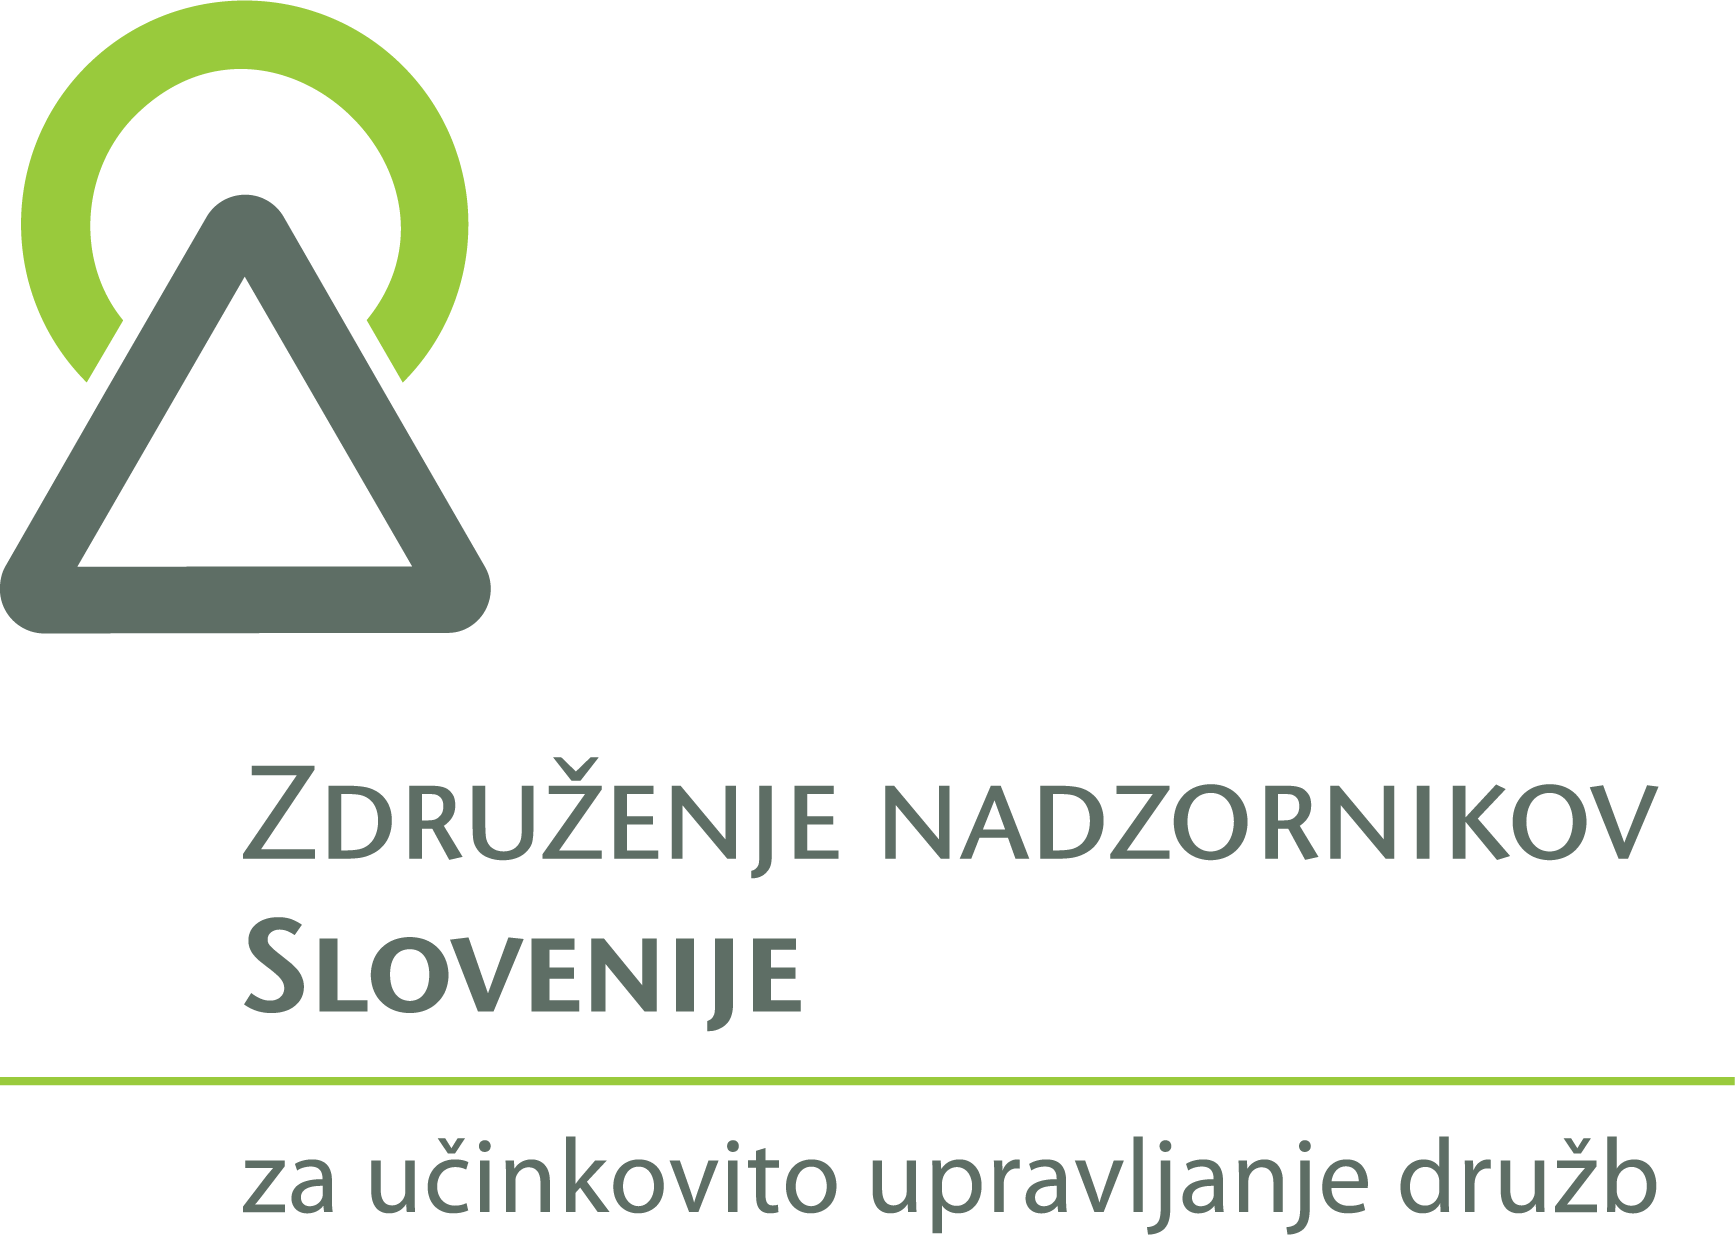 Združenje nadzornikov
Slovenije
za učinkovito upravljanje družb